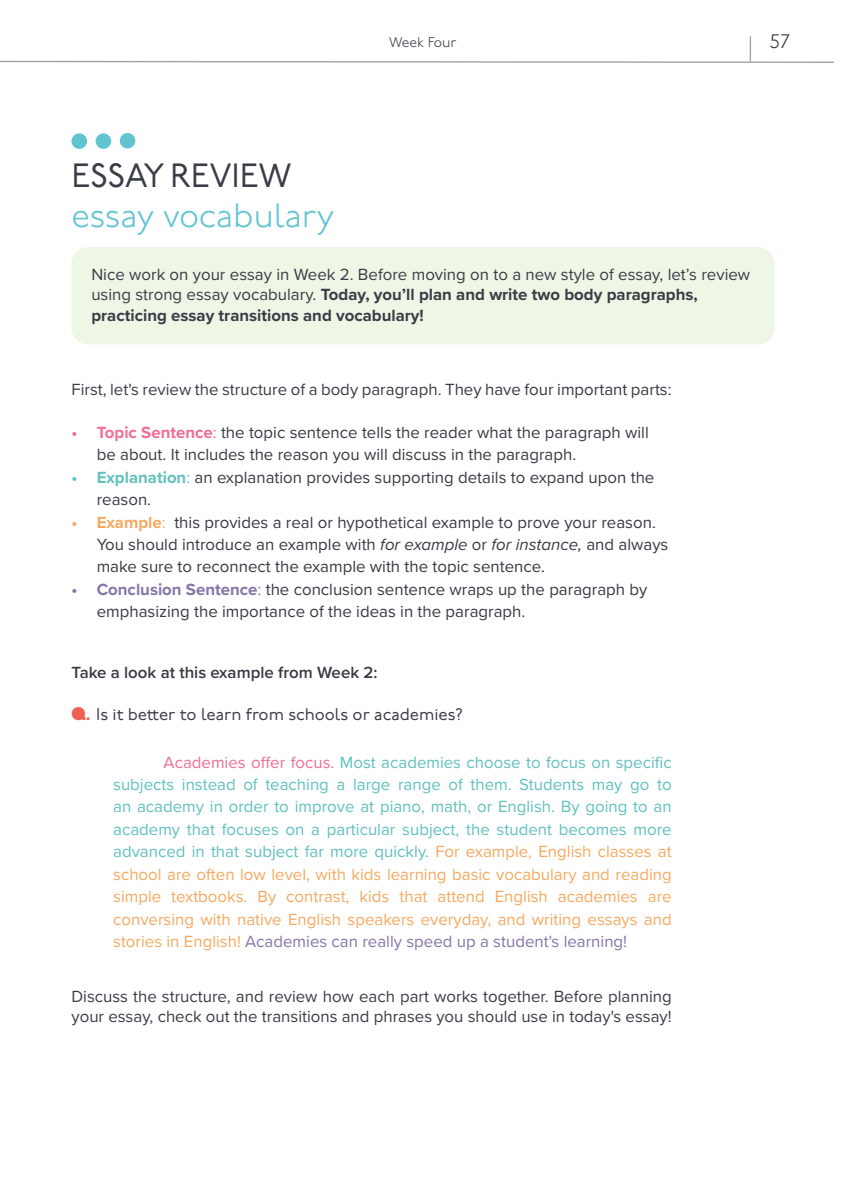 Week Four
57
ESSAY REVIEW
essay vocabulary
Nice work on your essay in Week 2. Before moving on to a new style of essay, let's review
using strong essay vocabulary. Today, you'll plan and write two body paragraphs,
practicing essay transitions and vocabulary!
First, let's review the structure of a body paragraph. They have four important parts:
• Topic Sentence: the topic sentence tells the reader what the paragraph will
be about. It includes the reason you will discuss in the paragraph.
• Explanation: an explanation provides supporting details to expand upon the
reason.
• Example: this provides a real or hypothetical example to prove your reason.
You should introduce an example with for example or for instance, and always
make sure to reconnect the example with the topic sentence.
• Conclusion Sentence: the conclusion sentence wraps up the paragraph by
emphasizing the importance of the ideas in the paragraph.
Take a look at this example from Week 2:
Is it better to learn from schools or academies?
Academies offer focus. Most academies choose to focus on specific
subjects instead of teaching a large range of them. Students may go to
an academy in order to improve at piano, math, or English. By going to an
academy that focuses on a particular subject, the student becomes more
advanced in that subject far more quickly. For example, English classes at
school are often low level, with kids learning basic vocabulary and reading
simple textbooks. By contrast, kids that attend English academies are
conversing with native English speakers everyday, and writing essays and
stories in English! Academies can really speed up a student's learning!
Discuss the structure, and review how each part works together. Before planning
your essay, check out the transitions and phrases you should use in today's essay!